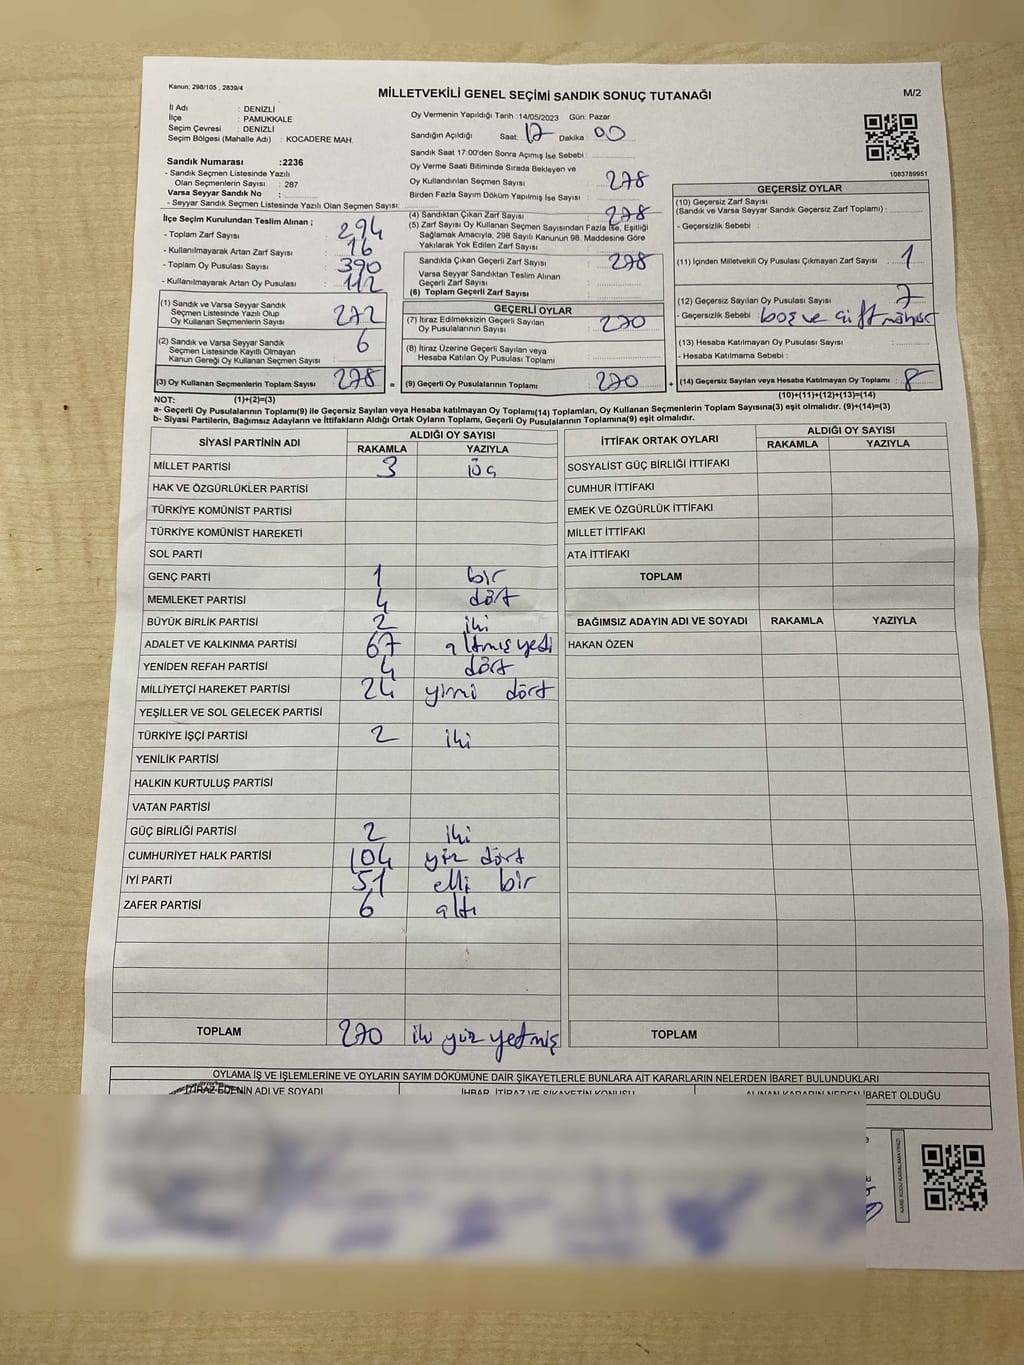 Kanun: 298/105 , 2839/4
MİLLETVEKİLİ GENEL SEÇİMİ SANDIK SONUÇ TUTANAĞI
M/2
İl Adı : DENİZLİ
İlçe : PAMUKKALE
Seçim Çevresi : DENİZLİ
Seçim Bölgesi (Mahalle Adı) : KOCADERE MAH.
Oy Vermenin Yapıldığı Tarih :14/05/2023 Gün: Pazar
Sandığın Açıldığı Saat: 17 Dakika : 00
Sandık Saat 17:00'den Sonra Açımış İse Sebebi :
Oy Verme Saati Bitiminde Sırada Bekleyen ve
Oy Kullandırılan Seçmen Sayısı : 278
Birden Fazla Sayım Döküm Yapılmış İse Sayısı :
1083789951
Sandık Numarası :2236
- Sandık Seçmen Listesinde Yazılı
Olan Seçmenlerin Sayısı : 287
Varsa Seyyar Sandık No :
- Seyyar Sandık Seçmen Listesinde Yazılı Olan Seçmen Sayısı:
İlçe Seçim Kurulundan Teslim Alınan ;
- Toplam Zarf Sayısı : 294
- Kullanılmayarak Artan Zarf Sayısı : 16
- Toplam Oy Pusulası Sayısı : 390
- Kullanılmayarak Artan Oy Pusulası : 112
(1) Sandık ve Varsa Seyyar Sandık
Seçmen Listesinde Yazılı Olup
Oy Kullanan Seçmenlerin Sayısı : 272
(2) Sandık ve Varsa Seyyar Sandık
Seçmen Listesinde Kayıtlı Olmayan
Kanun Gereği Oy Kullanan Seçmen Sayısı : 6
(3) Oy Kullanan Seçmenlerin Toplam Sayısı : 278 =
(4) Sandıktan Çıkan Zarf Sayısı : 278
(5) Zarf Sayısı Oy Kullanan Seçmen Sayısından Fazla İse, Eşitliği
Sağlamak Amacıyla, 298 Sayılı Kanunun 98. Maddesine Göre
Yakılarak Yok Edilen Zarf Sayısı :
Sandıkta Çıkan Geçerli Zarf Sayısı : 278
Varsa Seyyar Sandıktan Teslim Alınan
Geçerli Zarf Sayısı :
(6) Toplam Geçerli Zarf Sayısı :
GEÇERLİ OYLAR
(7) İtiraz Edilmeksizin Geçerli Sayılan
Oy Pusulalarının Sayısı : 270
(8) İtiraz Üzerine Geçerli Sayılan veya
Hesaba Katılan Oy Pusulası Toplamı :
(9) Geçerli Oy Pusulalarının Toplamı : 270 +
GEÇERSİZ OYLAR
(10) Geçersiz Zarf Sayısı
(Sandık ve Varsa Seyyar Sandık Geçersiz Zarf Toplamı) :
- Geçersizlik Sebebi :
(11) İçinden Milletvekili Oy Pusulası Çıkmayan Zarf Sayısı : 1
(12) Geçersiz Sayılan Oy Pusulası Sayısı : 7
- Geçersizlik Sebebi : boş ve çift mühür
(13) Hesaba Katılmayan Oy Pusulası Sayısı :
- Hesaba Katılmama Sebebi :
(14) Geçersiz Sayılan veya Hesaba Katılmayan Oy Toplamı : 8
NOT: (1)+(2)=(3)
(10)+(11)+(12)+(13)=(14)
a- Geçerli Oy Pusulalarının Toplamı(9) ile Geçersiz Sayılan veya Hesaba katılmayan Oy Toplamı(14) Toplamları, Oy Kullanan Seçmenlerin Toplam Sayısına(3) eşit olmalıdır. (9)+(14)=(3)
b- Siyasi Partilerin, Bağımsız Adayların ve İttifakların Aldığı Ortak Oyların Toplamı, Geçerli Oy Pusulalarının Toplamına(9) eşit olmalıdır.
SİYASİ PARTİNİN ADI ALDIĞI OY SAYISI
RAKAMLA YAZIYLA
MİLLET PARTİSİ 3 üç
HAK VE ÖZGÜRLÜKLER PARTİSİ
TÜRKİYE KOMÜNİST PARTİSİ
TÜRKİYE KOMÜNİST HAREKETİ
SOL PARTİ
GENÇ PARTİ 1 bir
MEMLEKET PARTİSİ 4 dört
BÜYÜK BİRLİK PARTİSİ 2 iki
ADALET VE KALKINMA PARTİSİ 67 altmış yedi
YENİDEN REFAH PARTİSİ 4 dört
MİLLİYETÇİ HAREKET PARTİSİ 24 yirmi dört
YEŞİLLER VE SOL GELECEK PARTİSİ
TÜRKİYE İŞÇİ PARTİSİ 2 iki
YENİLİK PARTİSİ
HALKIN KURTULUŞ PARTİSİ
VATAN PARTİSİ
GÜÇ BİRLİĞİ PARTİSİ 2 iki
CUMHURİYET HALK PARTİSİ 104 yüz dört
İYİ PARTİ 51 elli bir
ZAFER PARTİSİ 6 altı
TOPLAM 270 iki yüz yetmiş
İTTİFAK ORTAK OYLARI ALDIĞI OY SAYISI
RAKAMLA YAZIYLA
SOSYALİST GÜÇ BİRLİĞİ İTTİFAKI
CUMHUR İTTİFAKI
EMEK VE ÖZGÜRLÜK İTTİFAKI
MİLLET İTTİFAKI
ATA İTTİFAKI
TOPLAM
BAĞIMSIZ ADAYIN ADI VE SOYADI RAKAMLA YAZIYLA
HAKAN ÖZEN
TOPLAM
OYLAMA İŞ VE İŞLEMLERİNE VE OYLARIN SAYIM DÖKÜMÜNE DAİR ŞİKAYETLERLE BUNLARA AİT KARARLARIN NELERDEN İBARET BULUNDUKLARI
İTİRAZ EDENİN ADI VE SOYADI İHBAR, İTİRAZ VE ŞİKAYETİN KONUSU ALINAN KARARIN NEDEN İBARET OLDUĞU
KARE KODU KARALAMAYINIZ!